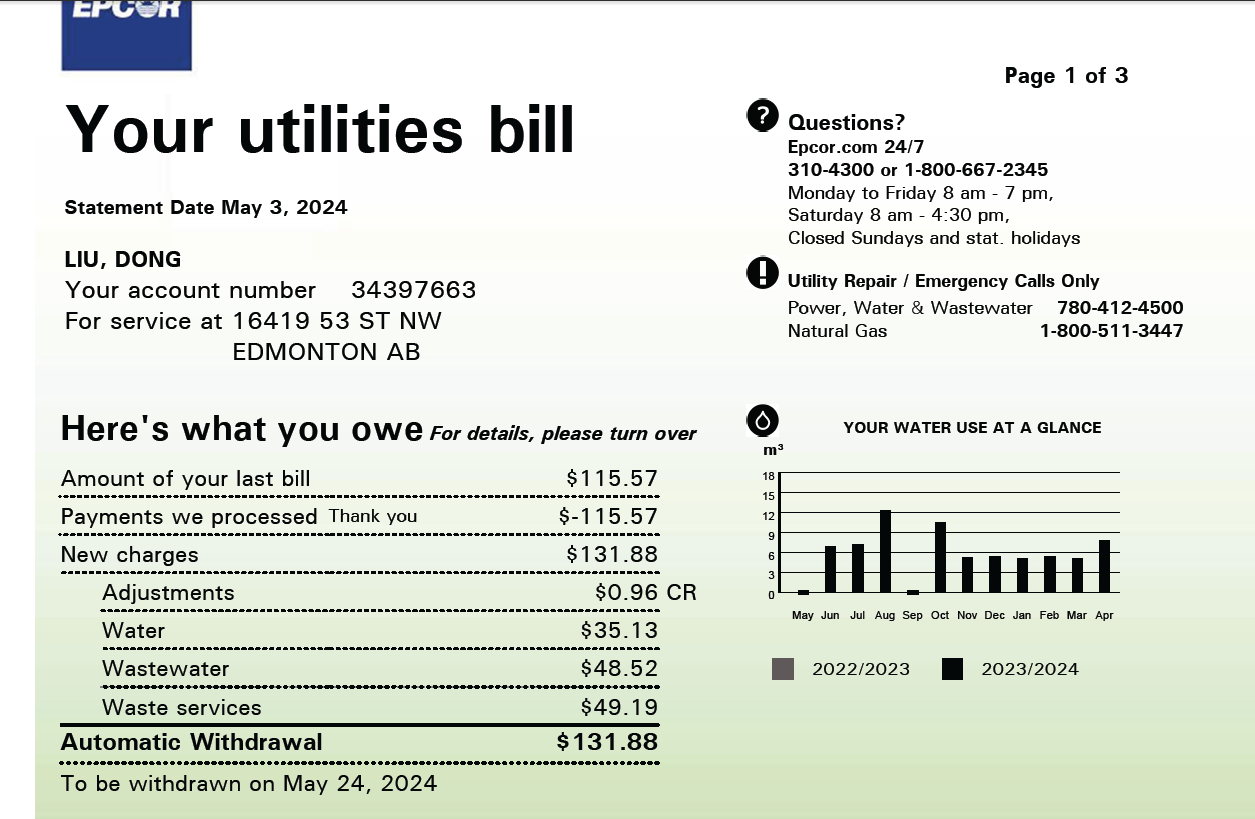 EPCOR
Page 1 of 3
Your utilities bill
Statement Date May 3, 2024
LIU, DONG
Your account number 34397663
For service at 16419 53 ST NW
EDMONTON AB
Questions?
Epcor.com 24/7
310-4300 or 1-800-667-2345
Monday to Friday 8 am - 7 pm,
Saturday 8 am - 4:30 pm,
Closed Sundays and stat. holidays
Utility Repair / Emergency Calls Only
Power, Water & Wastewater 780-412-4500
Natural Gas 1-800-511-3447
Here's what you owe For details, please turn over
Amount of your last bill $115.57
Payments we processed Thank you $-115.57
New charges $131.88
Adjustments $0.96 CR
Water $35.13
Wastewater $48.52
Waste services $49.19
Automatic Withdrawal $131.88
To be withdrawn on May 24, 2024
YOUR WATER USE AT A GLANCE
m³
18
15
12
9
6
3
0
May Jun Jul Aug Sep Oct Nov Dec Jan Feb Mar Apr
2022/2023 2023/2024